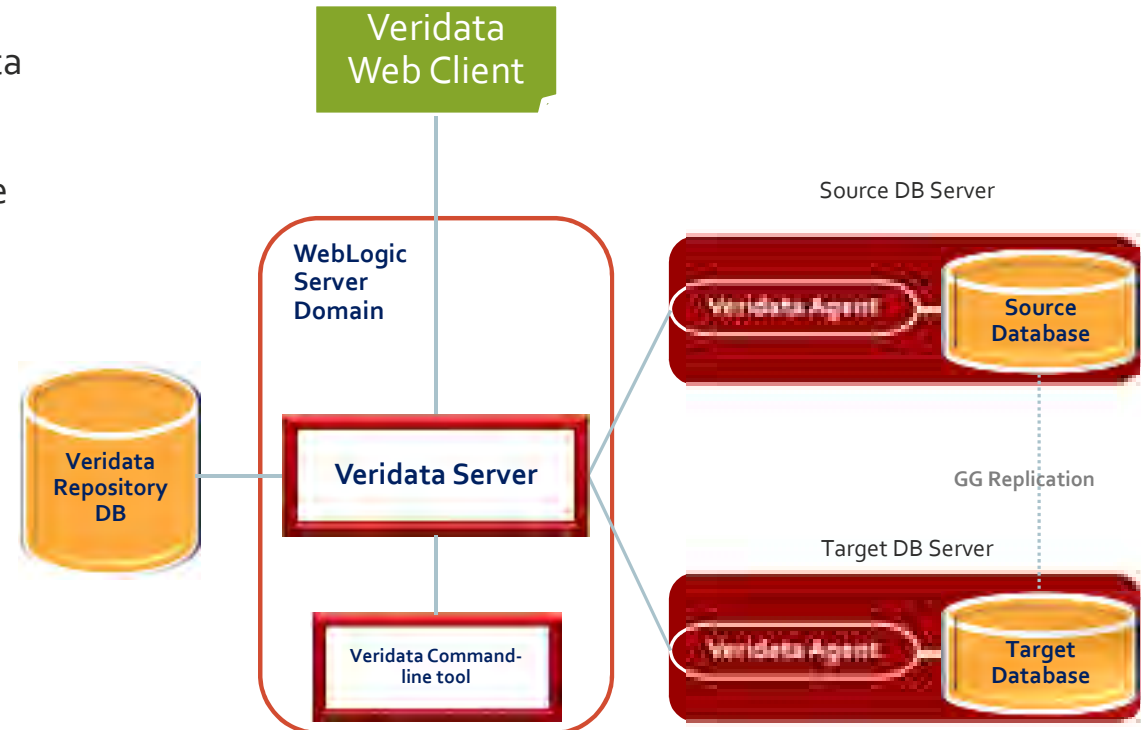 Veridata
Web Client
ta
e
Source DB Server
WebLogic
Server
Domain
Veridata Agent
Source
Database
Veridata
Repository
DB
Veridata Server
GG Replication
Target DB Server
Veridata Command-
line tool
Veridata Agent
Target
Database